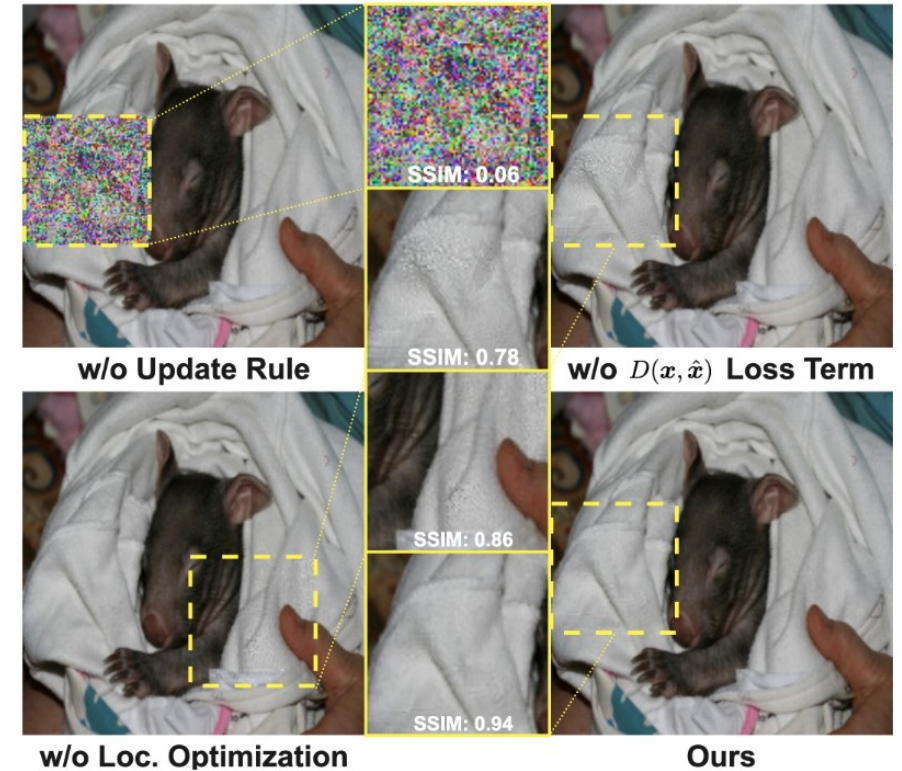 SSIM: 0.06
SSIM: 0.78
w/o Update Rule
w/o D(x, x̂) Loss Term
SSIM: 0.86
SSIM: 0.94
w/o Loc. Optimization
Ours